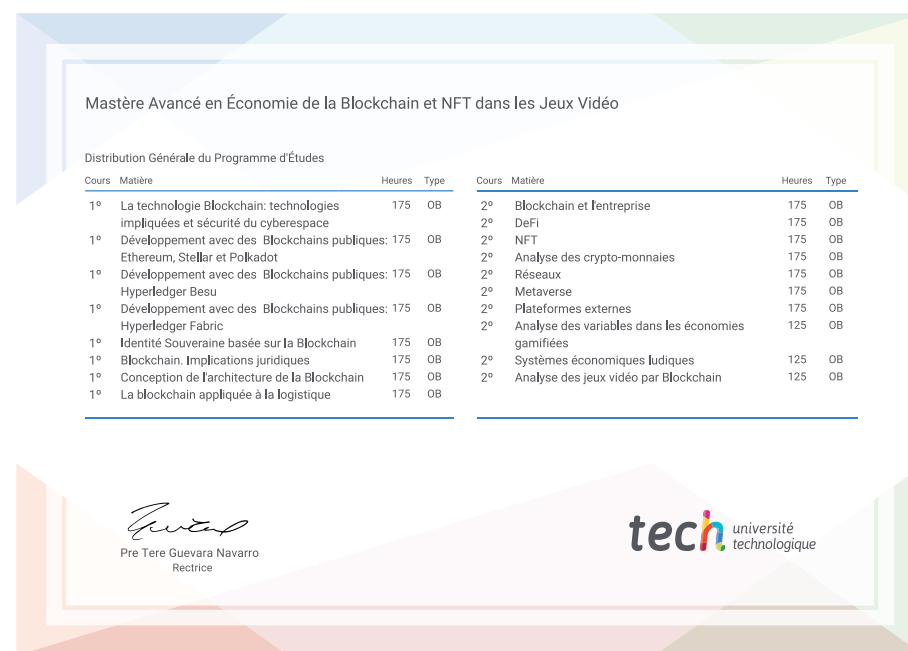 Mastère Avancé en Économie de la Blockchain et NFT dans les Jeux Vidéo
Distribution Générale du Programme d'Études
Cours Matière Heures Type
1º La technologie Blockchain: technologies 175 OB
impliquées et sécurité du cyberespace
1º Développement avec des Blockchains publiques: 175 OB
Ethereum, Stellar et Polkadot
1º Développement avec des Blockchains publiques: 175 OB
Hyperledger Besu
1º Développement avec des Blockchains publiques: 175 OB
Hyperledger Fabric
1º Identité Souveraine basée sur la Blockchain 175 OB
1º Blockchain. Implications juridiques 175 OB
1º Conception de l'architecture de la Blockchain 175 OB
1º La blockchain appliquée à la logistique 175 OB
Cours Matière Heures Type
2º Blockchain et l'entreprise 175 OB
2º DeFi 175 OB
2º NFT 175 OB
2º Analyse des crypto-monnaies 175 OB
2º Réseaux 175 OB
2º Metaverse 175 OB
2º Plateformes externes 175 OB
2º Analyse des variables dans les économies 125 OB
gamifiées
2º Systèmes économiques ludiques 125 OB
2º Analyse des jeux vidéo par Blockchain 125 OB
Pre Tere Guevara Navarro
Rectrice
tech université
technologique